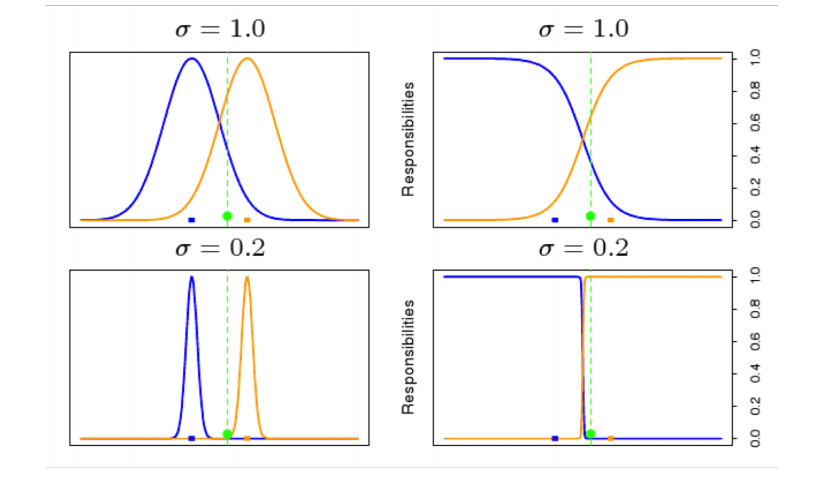 σ = 1.0
σ = 1.0
Responsibilities
0.0 0.2 0.4 0.6 0.8 1.0
σ = 0.2
σ = 0.2
Responsibilities
0.0 0.2 0.4 0.6 0.8 1.0